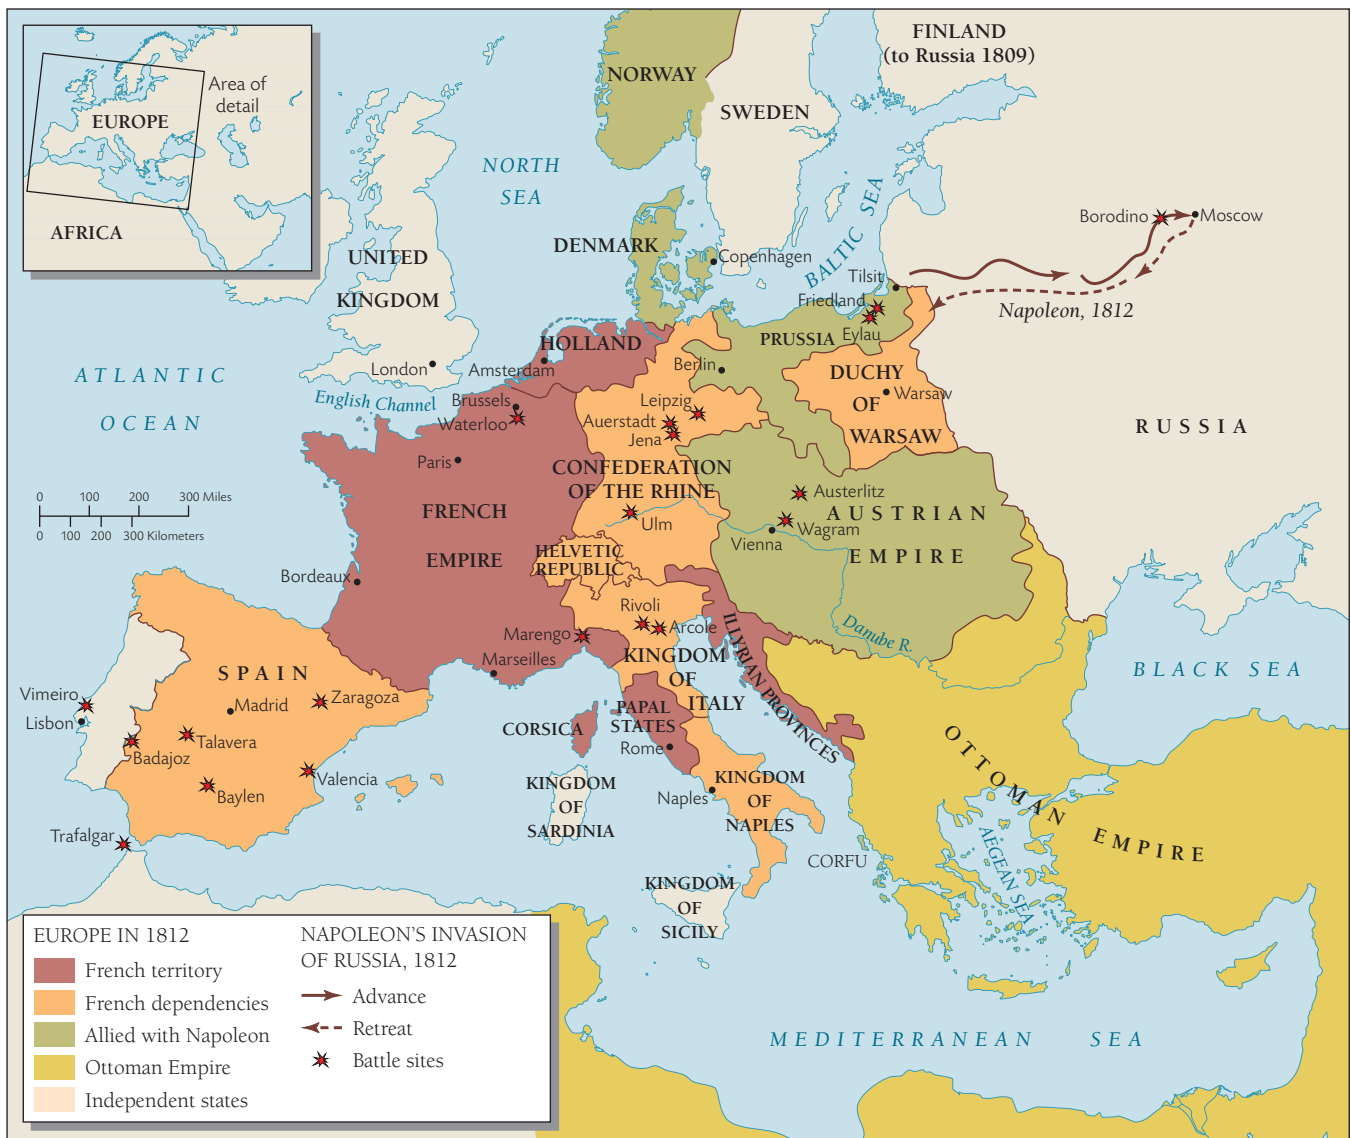 Area of
detail
EUROPE
AFRICA
FINLAND
(to Russia 1809)
NORWAY
SWEDEN
NORTH
SEA
BALTIC SEA
Borodino
Moscow
UNITED
KINGDOM
DENMARK
Copenhagen
Tilsit
Friedland
Eylau
Napoleon, 1812
PRUSSIA
HOLLAND
Amsterdam
Berlin
London
English Channel
ATLANTIC
OCEAN
DUCHY
OF
WARSAW
Warsaw
Brussels
Waterloo
Leipzig
Auerstadt
Jena
RUSSIA
Paris
CONFEDERATION
OF THE RHINE
FRENCH
EMPIRE
0 100 200 300 Miles
0 100 200 300 Kilometers
Ulm
Austerlitz
Wagram
Vienna
AUSTRIAN
EMPIRE
HELVETIC
REPUBLIC
Bordeaux
Rivoli
Arcole
Marengo
Marseilles
ILLYRIAN PROVINCES
Danube R.
KINGDOM
OF
ITALY
BLACK SEA
SPAIN
Vimeiro
Lisbon
Madrid
Zaragoza
Talavera
Badajoz
Baylen
Valencia
Trafalgar
CORSICA
PAPAL
STATES
Rome
KINGDOM
OF
SARDINIA
Naples
KINGDOM
OF
NAPLES
OTTOMAN EMPIRE
AEGEAN SEA
CORFU
KINGDOM
OF
SICILY
MEDITERRANEAN SEA
EUROPE IN 1812
French territory
French dependencies
Allied with Napoleon
Ottoman Empire
Independent states
NAPOLEON'S INVASION
OF RUSSIA, 1812
Advance
Retreat
Battle sites